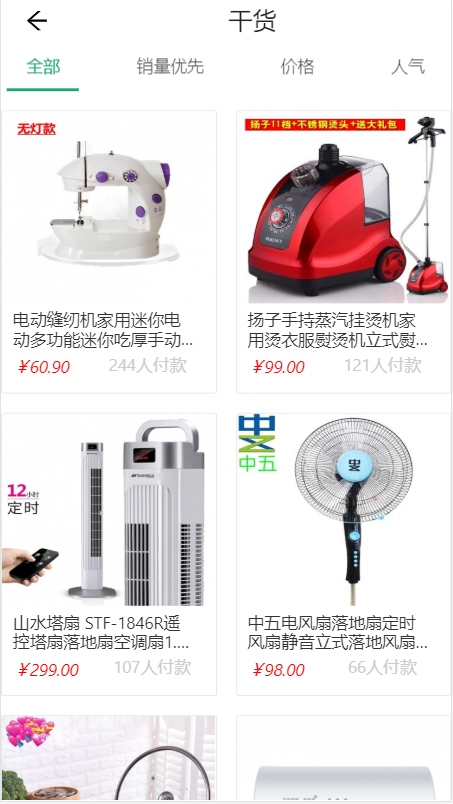 干货
全部 销量优先 价格 人气
无灯款
扬子11档+不锈钢烫头+送大礼包
电动缝纫机家用迷你电
动多功能迷你吃厚手动...
¥60.90 244人付款
扬子手持蒸汽挂烫机家
用烫衣服熨烫机立式熨...
¥99.00 121人付款
12小时
定时
中五
山水塔扇 STF-1846R遥
控塔扇落地扇空调扇1....
¥299.00 107人付款
中五电风扇落地扇定时
风扇静音立式落地风扇...
¥98.00 66人付款